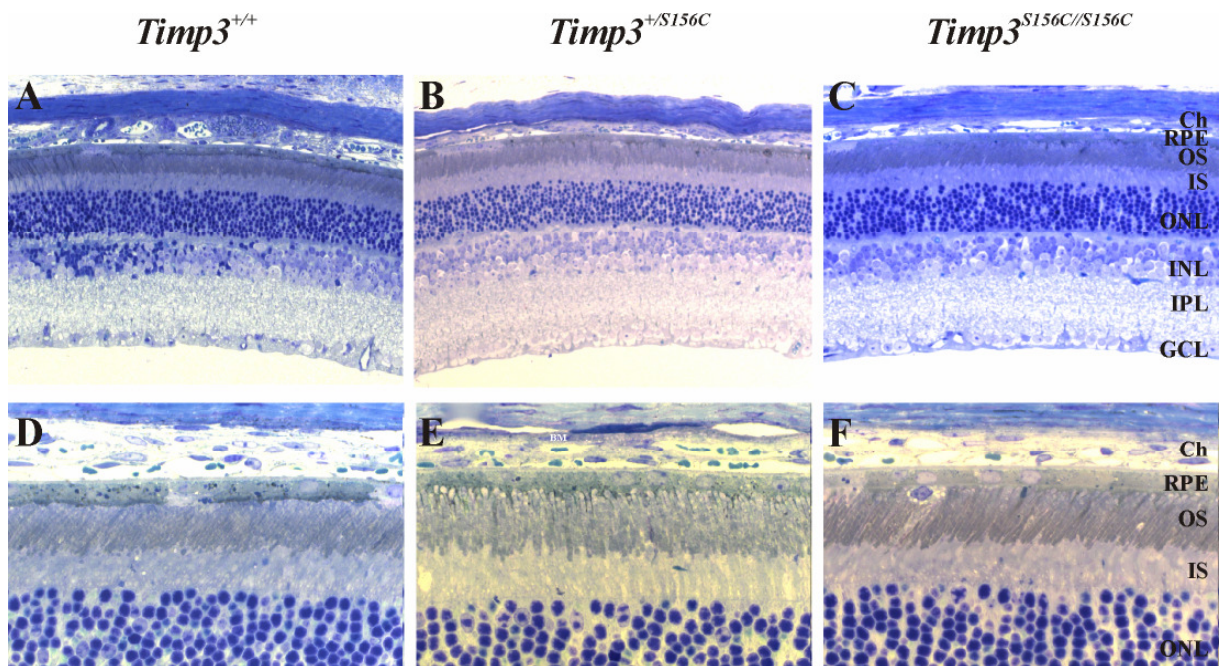 Timp3+/+ Timp3+/S156C Timp3S156C//S156C
A B C
Ch
RPE
OS
IS
ONL
INL
IPL
GCL
D E F
BM
Ch
RPE
OS
IS
ONL